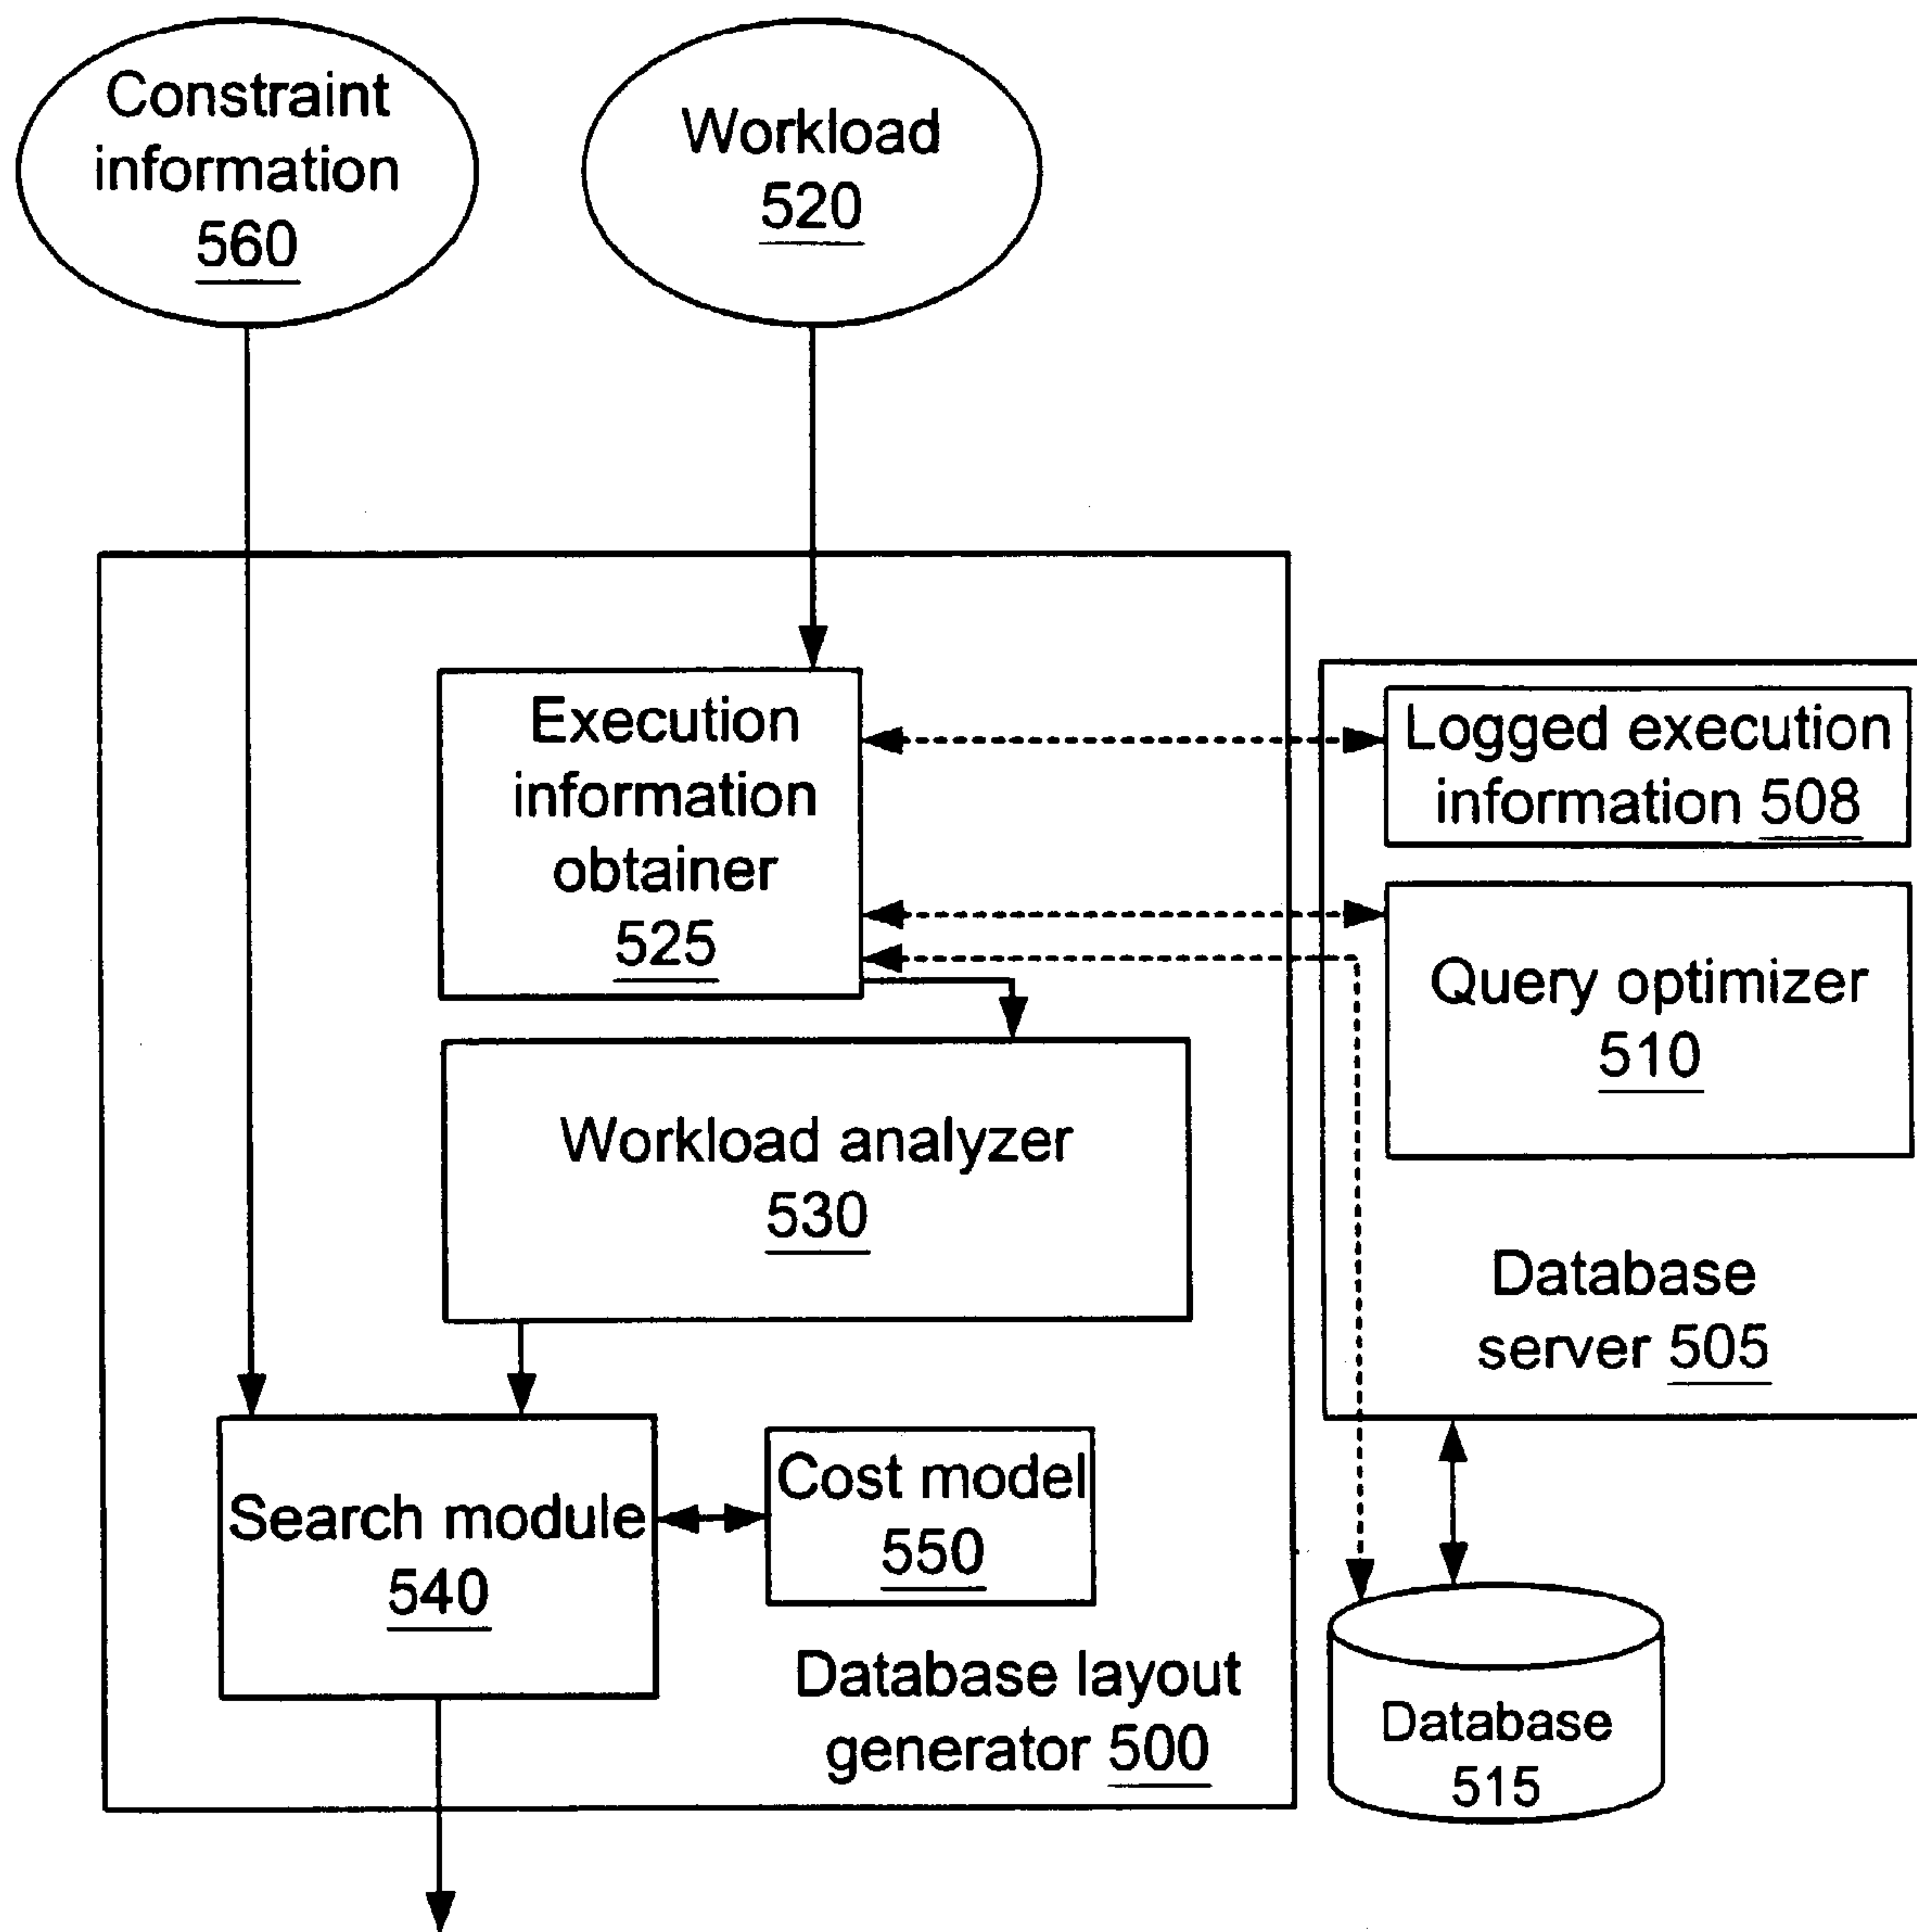 Constraint
information
560
Workload
520
Execution
information
obtainer
525
Logged execution
information 508
Query optimizer
510
Workload analyzer
530
Database
server 505
Search module
540
Cost model
550
Database layout
generator 500
Database
515